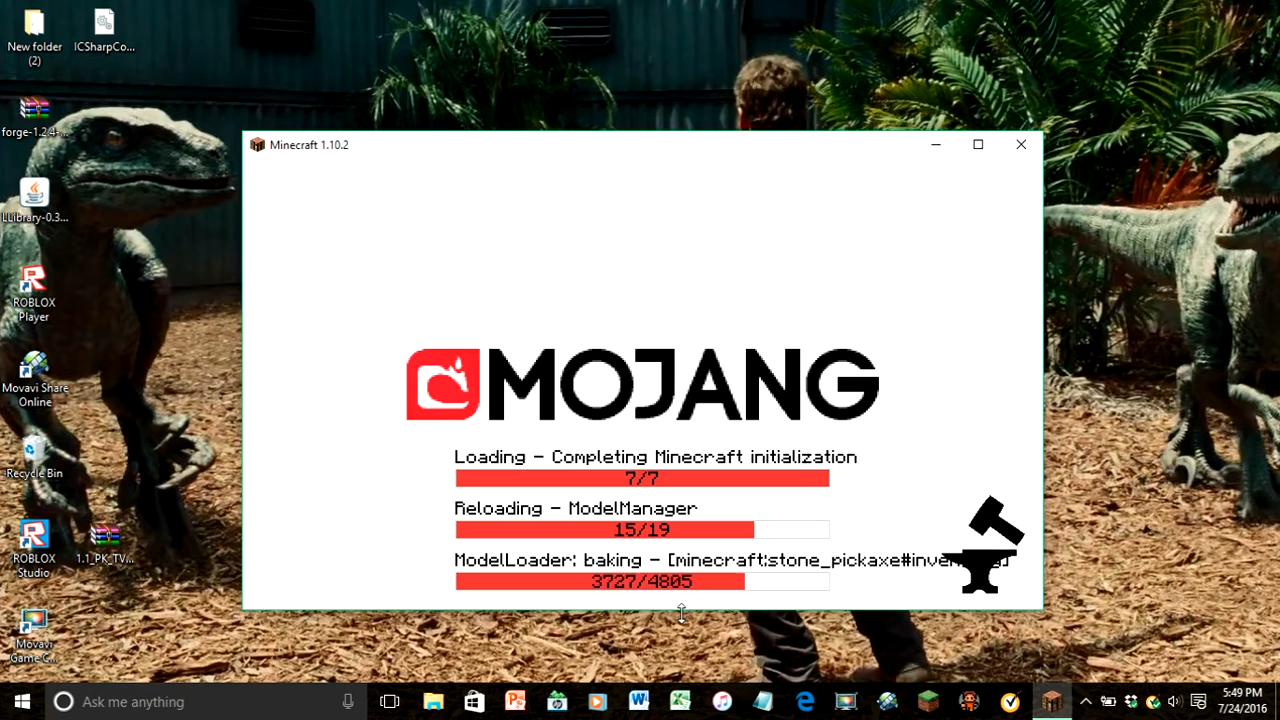 New folder
(2)
ICSharpCo...
forge-1.2.4-...
LLibrary-0.3...
ROBLOX
Player
Movavi Share
Online
Recycle Bin
ROBLOX
Studio
1.1_PK_TV...
Movavi
Game C...
Minecraft 1.10.2
MOJANG
Loading - Completing Minecraft initialization
7/7
Reloading - ModelManager
15/19
ModelLoader: baking - [minecraft:stone_pickaxe#inventory]
3727/4805
Ask me anything
5:49 PM
7/24/2016